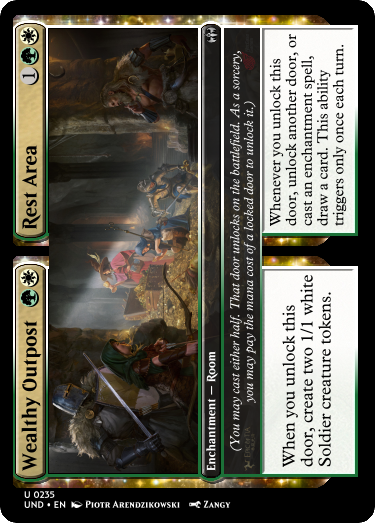 Wealthy Outpost
When you unlock this
door, create two 1/1 white
Soldier creature tokens.
Rest Area
1
Whenever you unlock this
door, unlock another door, or
cast an enchantment spell,
draw a card. This ability
triggers only once each turn.
Enchantment — Room
(You may cast either half. That door unlocks on the battlefield. As a sorcery,
you may pay the mana cost of a locked door to unlock it.)
U 0235
UND • EN Piotr Arendzikowski Zangy